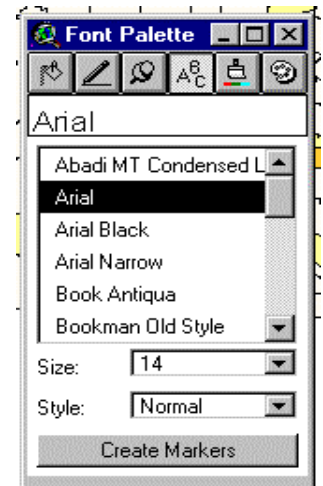 Font Palette
A B C
Arial
Abadi MT Condensed L
Arial
Arial Black
Arial Narrow
Book Antiqua
Bookman Old Style
Size: 14
Style: Normal
Create Markers